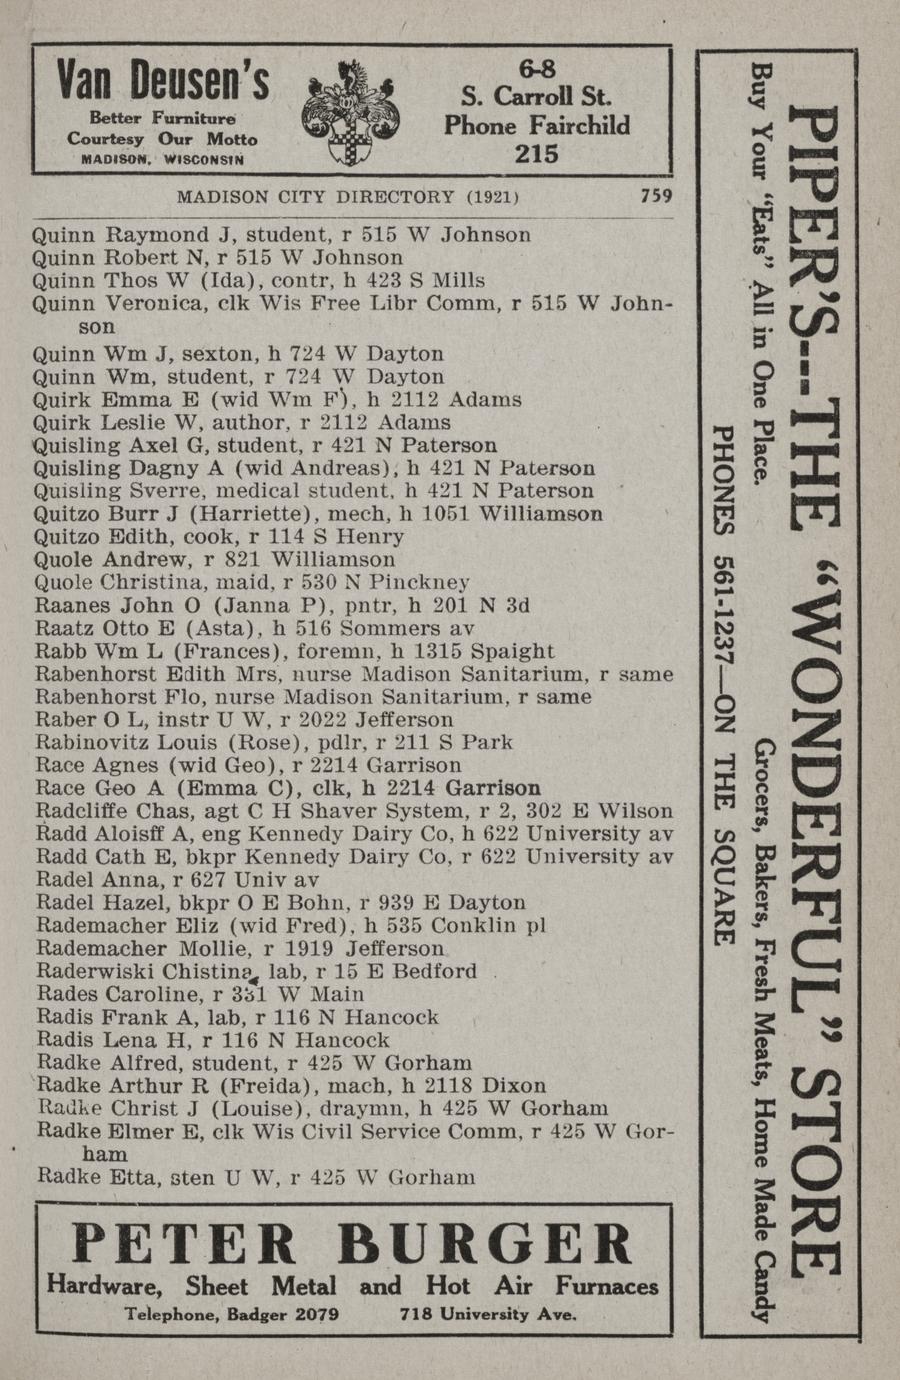 Van Deusen's
Better Furniture
Courtesy Our Motto
MADISON, WISCONSIN
6-8
S. Carroll St.
Phone Fairchild
215
MADISON CITY DIRECTORY (1921) 759
Quinn Raymond J, student, r 515 W Johnson
Quinn Robert N, r 515 W Johnson
Quinn Thos W (Ida), contr, h 423 S Mills
Quinn Veronica, clk Wis Free Libr Comm, r 515 W John-
son
Quinn Wm J, sexton, h 724 W Dayton
Quinn Wm, student, r 724 W Dayton
Quirk Emma E (wid Wm F), h 2112 Adams
Quirk Leslie W, author, r 2112 Adams
Quisling Axel G, student, r 421 N Paterson
Quisling Dagny A (wid Andreas), h 421 N Paterson
Quisling Sverre, medical student, h 421 N Paterson
Quitzo Burr J (Harriette), mech, h 1051 Williamson
Quitzo Edith, cook, r 114 S Henry
Quole Andrew, r 821 Williamson
Quole Christina, maid, r 530 N Pinckney
Raanes John O (Janna P), pntr, h 201 N 3d
Raatz Otto E (Asta), h 516 Sommers av
Rabb Wm L (Frances), foremn, h 1315 Spaight
Rabenhorst Edith Mrs, nurse Madison Sanitarium, r same
Rabenhorst Flo, nurse Madison Sanitarium, r same
Raber O L, instr U W, r 2022 Jefferson
Rabinovitz Louis (Rose), pdlr, r 211 S Park
Race Agnes (wid Geo), r 2214 Garrison
Race Geo A (Emma C), clk, h 2214 Garrison
Radcliffe Chas, agt C H Shaver System, r 2, 302 E Wilson
Radd Aloisff A, eng Kennedy Dairy Co, h 622 University av
Radd Cath E, bkpr Kennedy Dairy Co, r 622 University av
Radel Anna, r 627 Univ av
Radel Hazel, bkpr O E Bohn, r 939 E Dayton
Rademacher Eliz (wid Fred), h 535 Conklin pl
Rademacher Mollie, r 1919 Jefferson
Raderwiski Chistina, lab, r 15 E Bedford
Rades Caroline, r 331 W Main
Radis Frank A, lab, r 116 N Hancock
Radis Lena H, r 116 N Hancock
Radke Alfred, student, r 425 W Gorham
Radke Arthur R (Freida), mach, h 2118 Dixon
Radke Christ J (Louise), draymn, h 425 W Gorham
Radke Elmer E, clk Wis Civil Service Comm, r 425 W Gor-
ham
Radke Etta, sten U W, r 425 W Gorham
PETER BURGER
Hardware, Sheet Metal and Hot Air Furnaces
Telephone, Badger 2079 718 University Ave.
PIPER'S---THE "WONDERFUL" STORE
Buy Your "Eats" All in One Place. Grocers, Bakers, Fresh Meats, Home Made Candy
PHONES 561-1237—ON THE SQUARE